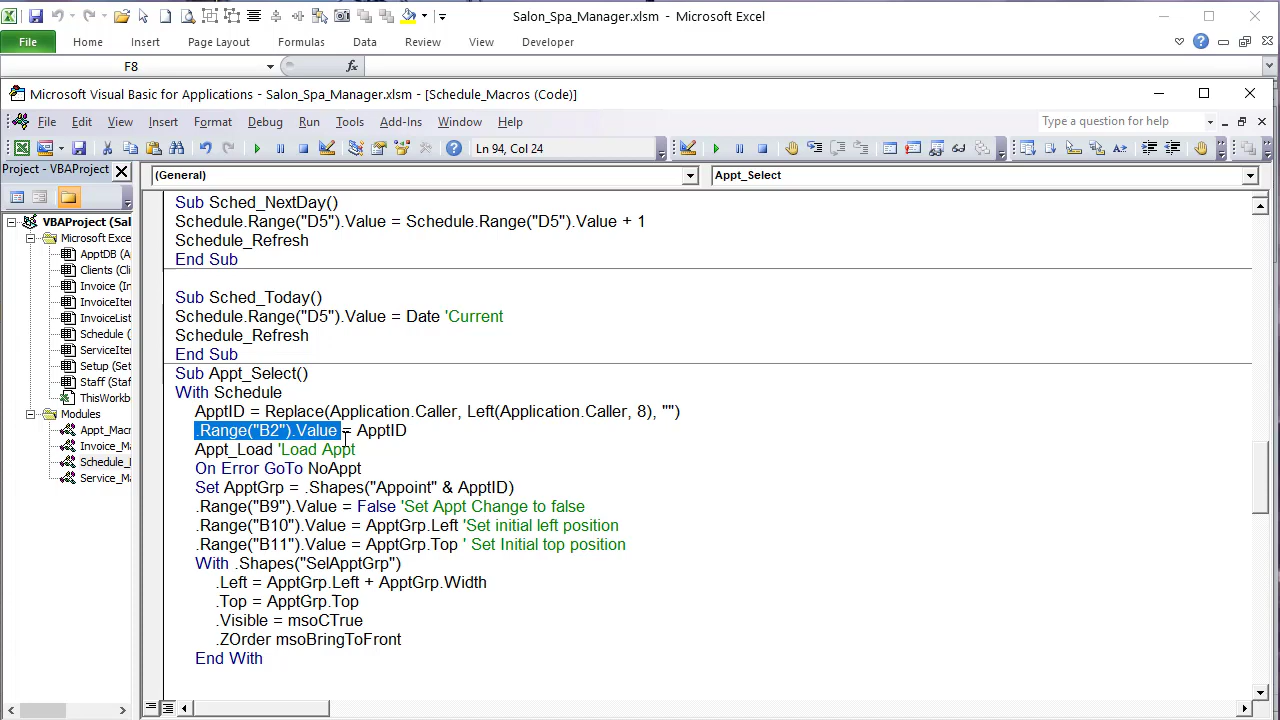 Salon_Spa_Manager.xlsm - Microsoft Excel
File Home Insert Page Layout Formulas Data Review View Developer
F8 fx
Microsoft Visual Basic for Applications - Salon_Spa_Manager.xlsm - [Schedule_Macros (Code)]
File Edit View Insert Format Debug Run Tools Add-Ins Window Help Type a question for help
Ln 94, Col 24
Project - VBAProject
(General) Appt_Select
VBAProject (Sal
Microsoft Exce
ApptDB (A
Clients (Cli
Invoice (In
InvoiceIter
InvoiceList
Schedule (
ServiceIter
Setup (Set
Staff (Staf
ThisWorkb
Modules
Appt_Macr
Invoice_M
Schedule_
Service_M
Sub Sched_NextDay()
Schedule.Range("D5").Value = Schedule.Range("D5").Value + 1
Schedule_Refresh
End Sub
Sub Sched_Today()
Schedule.Range("D5").Value = Date 'Current
Schedule_Refresh
End Sub
Sub Appt_Select()
With Schedule
ApptID = Replace(Application.Caller, Left(Application.Caller, 8), "")
.Range("B2").Value = ApptID
Appt_Load 'Load Appt
On Error GoTo NoAppt
Set ApptGrp = .Shapes("Appoint" & ApptID)
.Range("B9").Value = False 'Set Appt Change to false
.Range("B10").Value = ApptGrp.Left 'Set initial left position
.Range("B11").Value = ApptGrp.Top ' Set Initial top position
With .Shapes("SelApptGrp")
.Left = ApptGrp.Left + ApptGrp.Width
.Top = ApptGrp.Top
.Visible = msoCTrue
.ZOrder msoBringToFront
End With